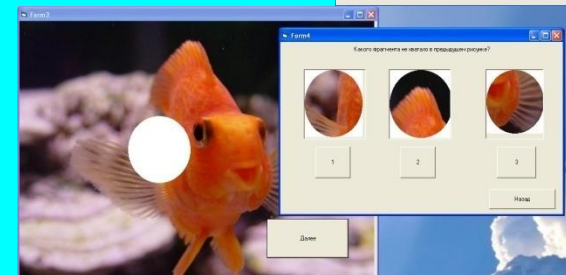 Form3
Form4
Какого фрагмента не хватало в предыдущем рисунке?
1
2
3
Назад
Далее